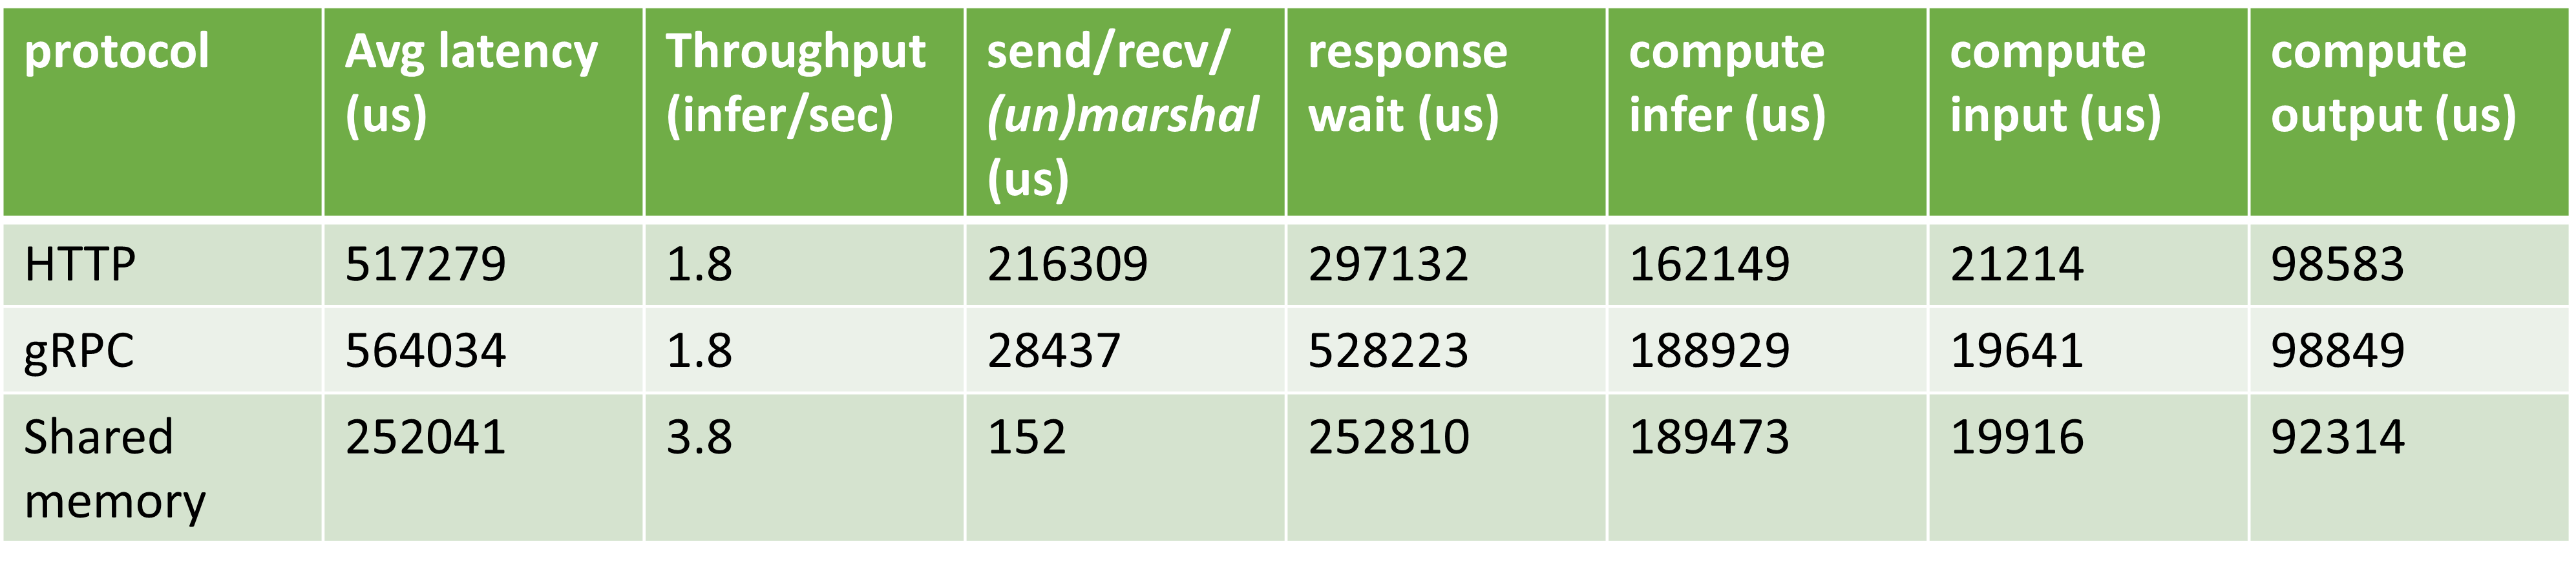 protocol Avg latency (us) Throughput (infer/sec) send/recv/(un)marshal (us) response wait (us) compute infer (us) compute input (us) compute output (us)
HTTP 517279 1.8 216309 297132 162149 21214 98583
gRPC 564034 1.8 28437 528223 188929 19641 98849
Shared memory 252041 3.8 152 252810 189473 19916 92314